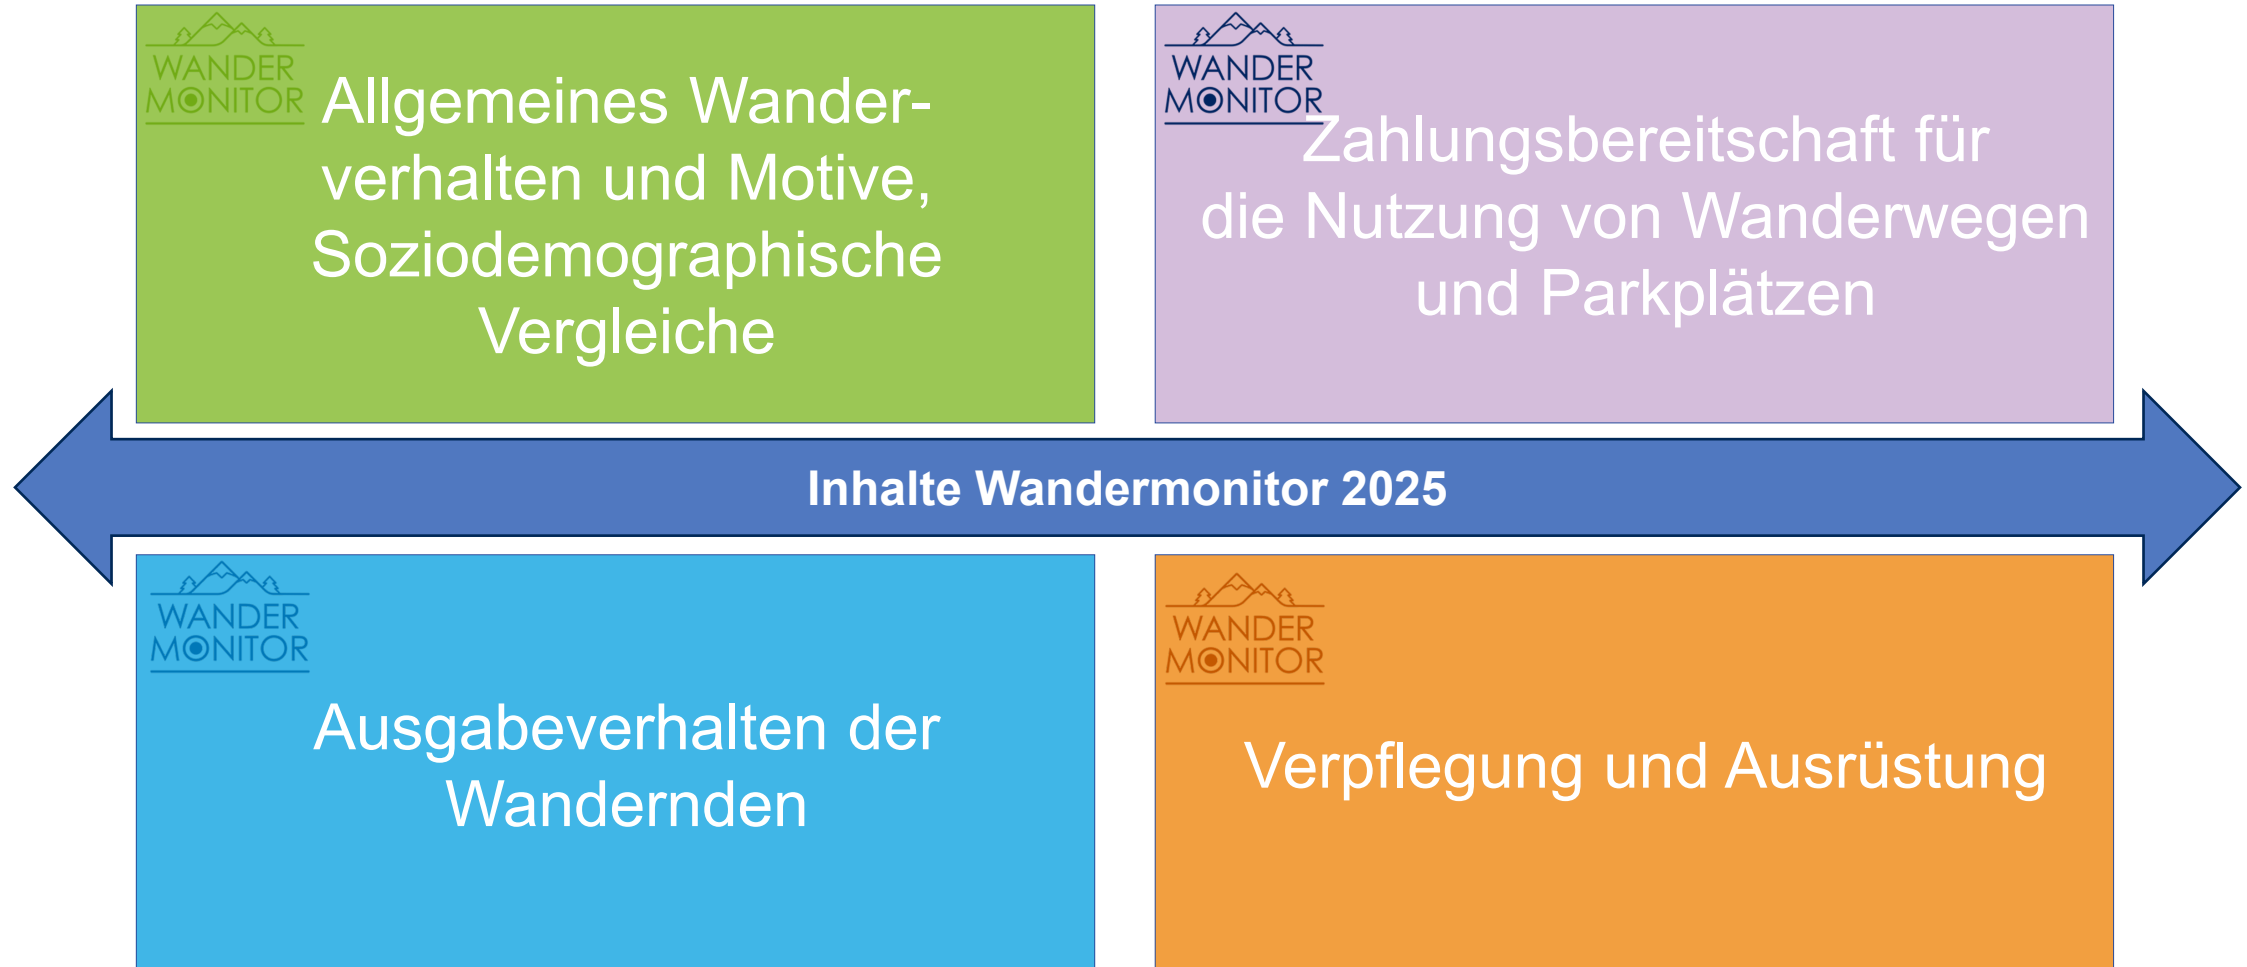 WANDER
MONITOR
Allgemeines Wander-
verhalten und Motive,
Soziodemographische
Vergleiche
WANDER
MONITOR
Zahlungsbereitschaft für
die Nutzung von Wanderwegen
und Parkplätzen
Inhalte Wandermonitor 2025
WANDER
MONITOR
Ausgabeverhalten der
Wandernden
WANDER
MONITOR
Verpflegung und Ausrüstung